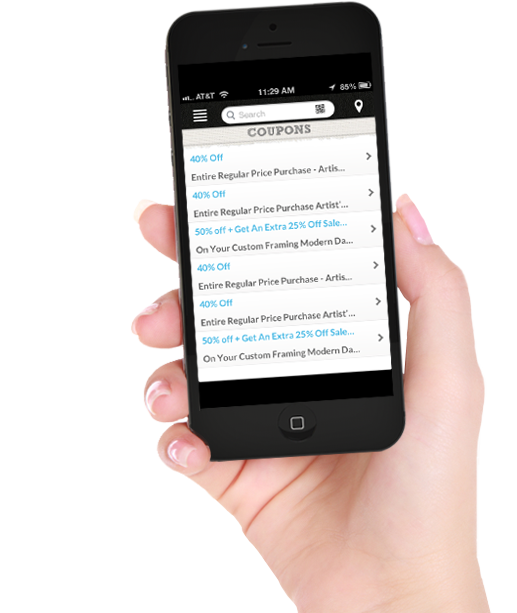 AT&T 11:29 AM 85%
Search
COUPONS
40% Off
Entire Regular Price Purchase - Artis...
40% Off
Entire Regular Price Purchase Artist'...
50% off + Get An Extra 25% Off Sale...
On Your Custom Framing Modern Da...
40% Off
Entire Regular Price Purchase - Artis...
40% Off
Entire Regular Price Purchase Artist'...
50% off + Get An Extra 25% Off Sale...
On Your Custom Framing Modern Da...